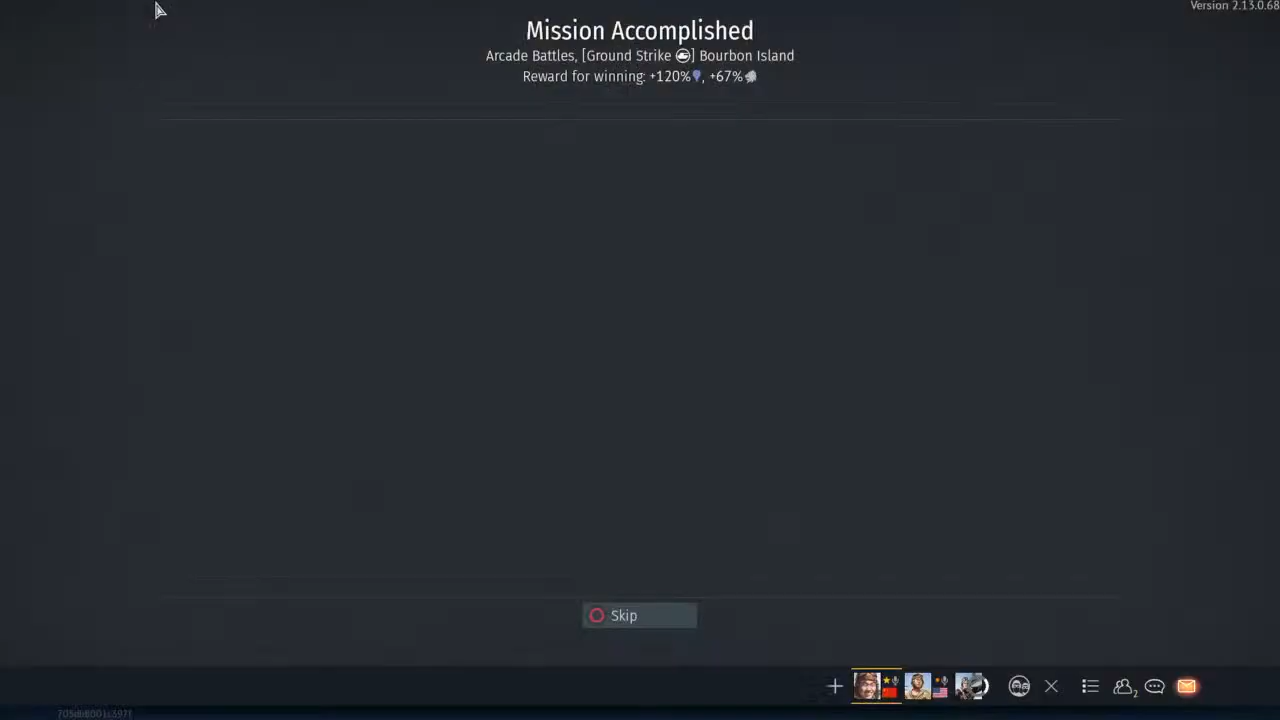 Version 2.13.0.68
Mission Accomplished
Arcade Battles, [Ground Strike] Bourbon Island
Reward for winning: +120%, +67%
Skip
2